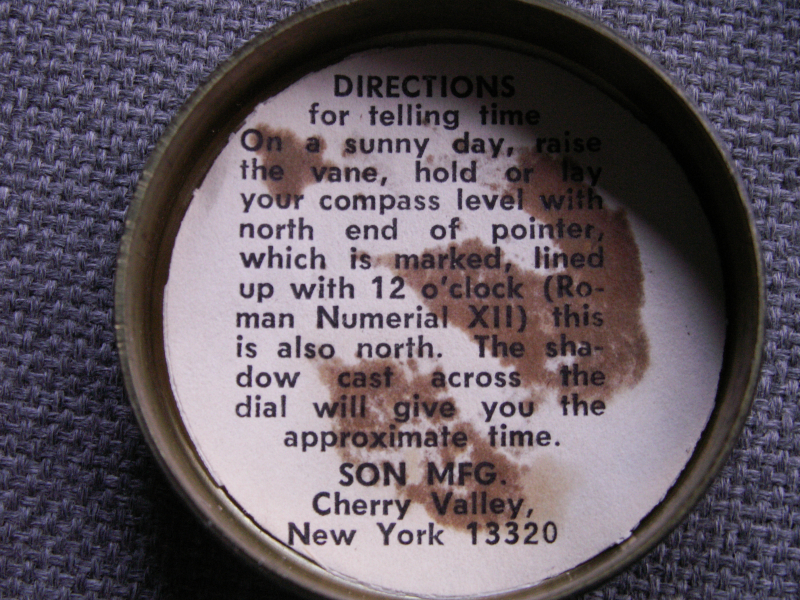 DIRECTIONS
for telling time
On a sunny day, raise
the vane, hold or lay
your compass level with
north end of pointer,
which is marked, lined
up with 12 o'clock (Ro-
man Numerial XII) this
is also north. The sha-
dow cast across the
dial will give you the
approximate time.
SON MFG.
Cherry Valley,
New York 13320